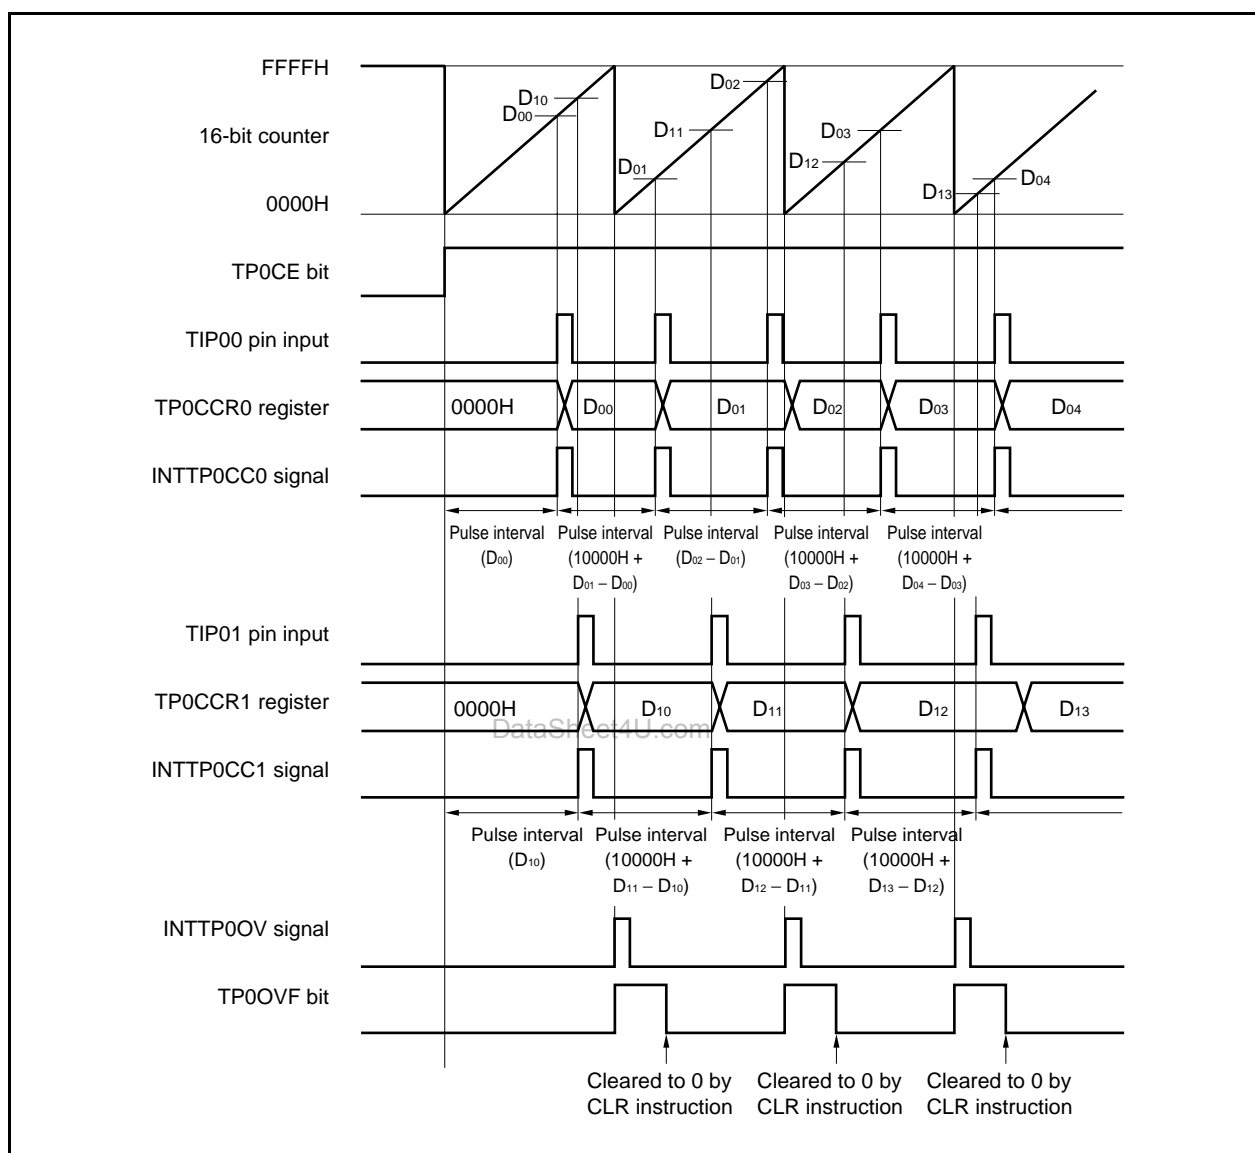 FFFFH
D10
D00
D02
D11
D03
16-bit counter
D01
D12
D13
D04
0000H
TP0CE bit
TIP00 pin input
TP0CCR0 register
0000H
D00
D01
D02
D03
D04
INTTP0CC0 signal
Pulse interval
(D00)
Pulse interval
(10000H +
D01 – D00)
Pulse interval
(D02 – D01)
Pulse interval
(10000H +
D03 – D02)
Pulse interval
(10000H +
D04 – D03)
TIP01 pin input
TP0CCR1 register
0000H
D10
D11
D12
D13
DataSheet4U.com
INTTP0CC1 signal
Pulse interval
(D10)
Pulse interval
(10000H +
D11 – D10)
Pulse interval
(10000H +
D12 – D11)
Pulse interval
(10000H +
D13 – D12)
INTTP0OV signal
TP0OVF bit
Cleared to 0 by
CLR instruction
Cleared to 0 by
CLR instruction
Cleared to 0 by
CLR instruction